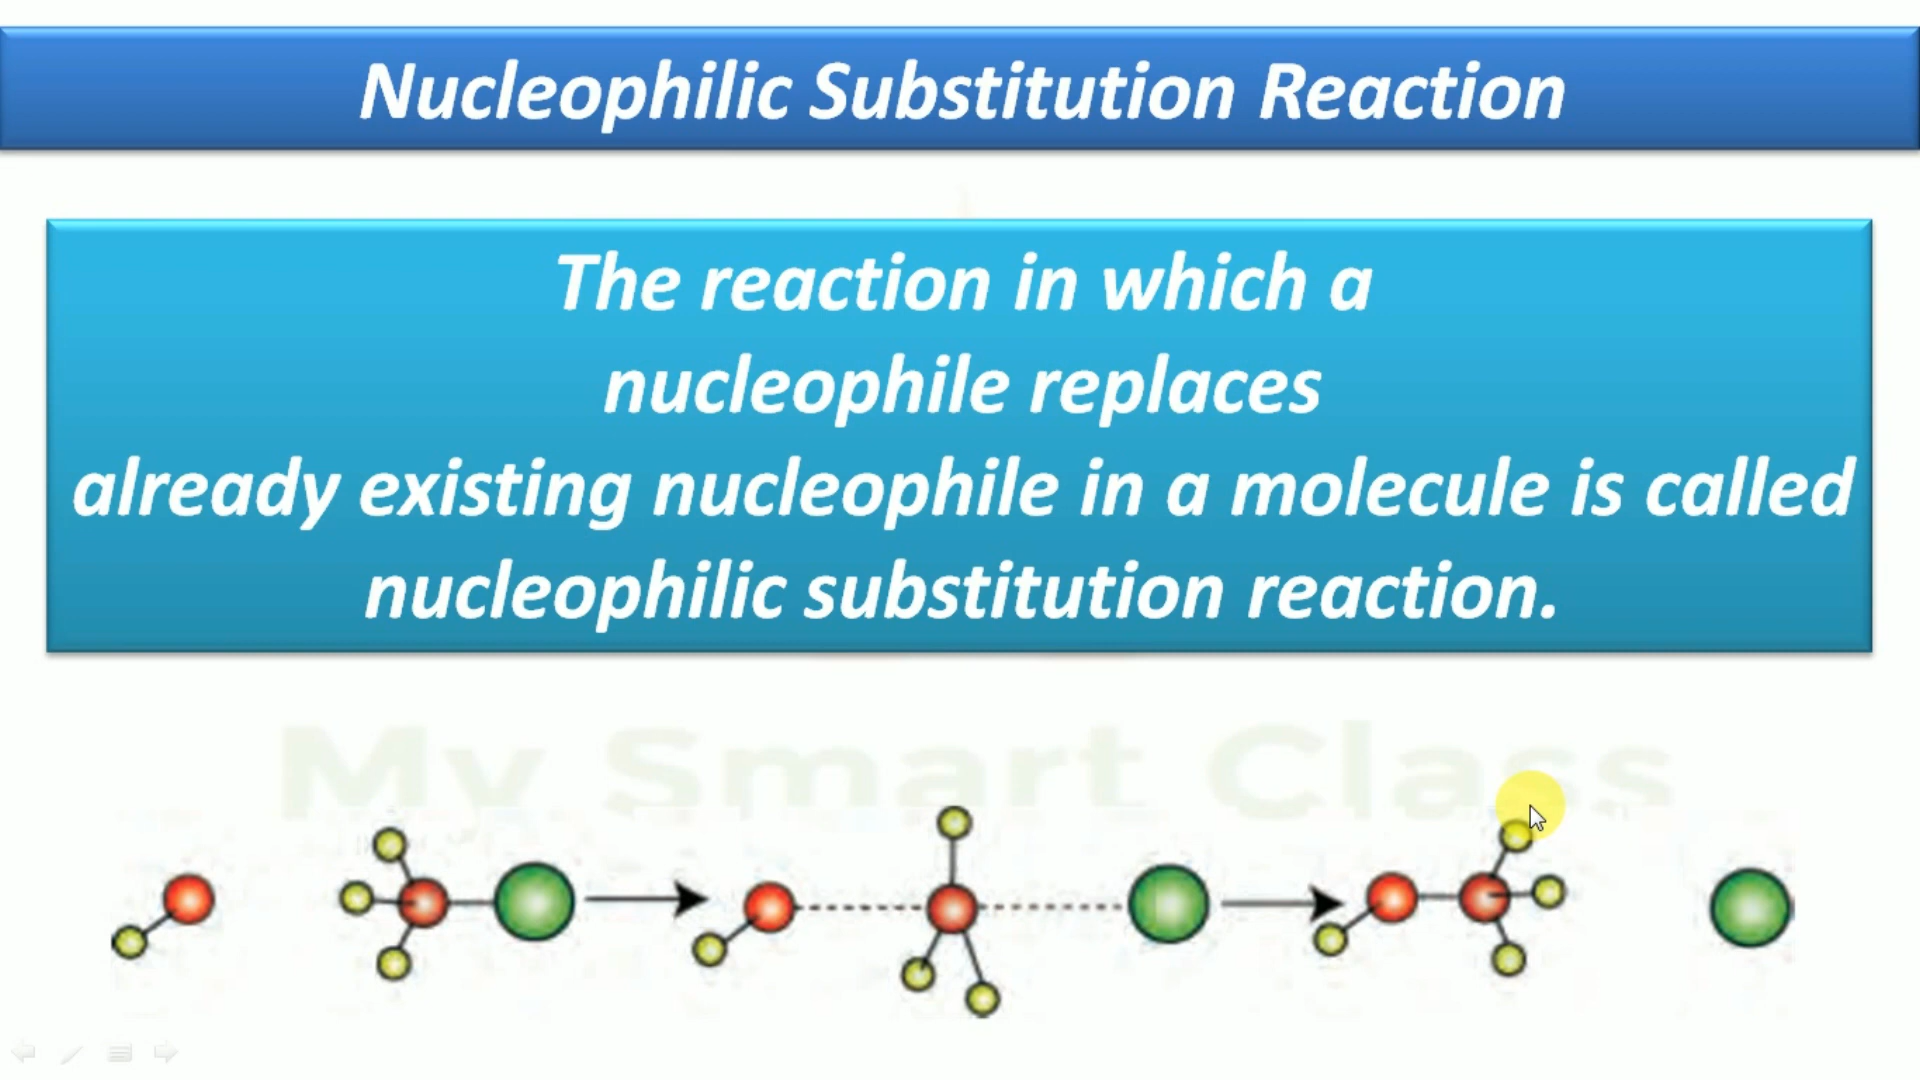 Nucleophilic Substitution Reaction
The reaction in which a
nucleophile replaces
already existing nucleophile in a molecule is called
nucleophilic substitution reaction.
My Smart Class